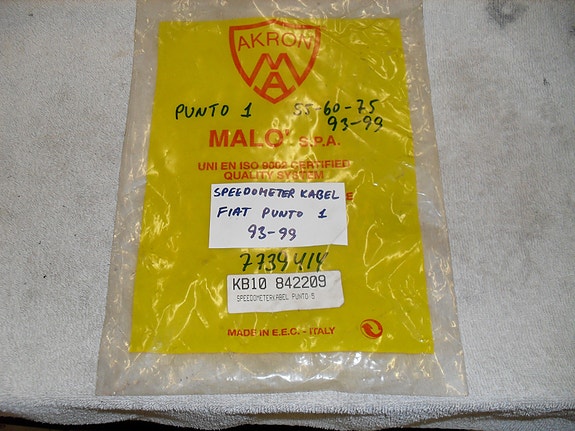 AKRON
MA
PUNTO 1 55-60-75
93-99
MALO' S.P.A.
UNI EN ISO 9002 CERTIFIED
QUALITY SYSTEM
SPEEDOMETER KABEL
FIAT PUNTO 1
93-99
7739414
KB10 842209
SPEEDOMETERKABEL PUNTO 5
MADE IN E.E.C. - ITALY